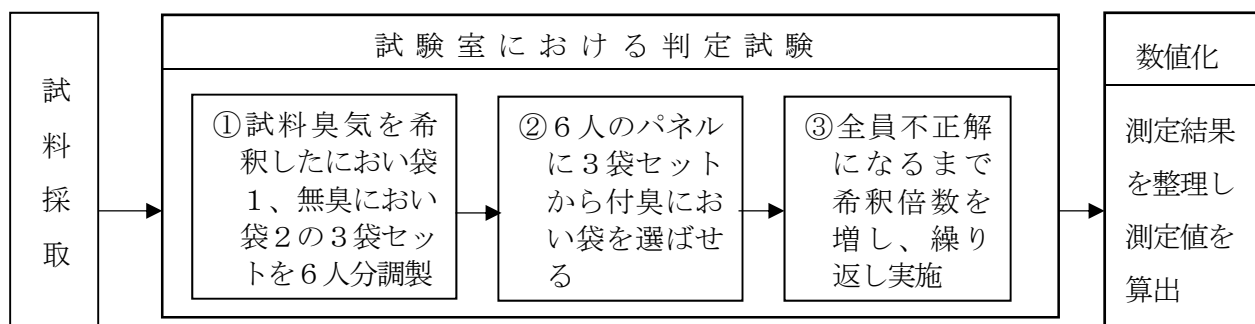 試料採取
試験室における判定試験
①試料臭気を希
釈したにおい袋
1、無臭におい
袋2の3袋セッ
トを6人分調製
②6人のパネル
に3袋セット
から付臭にお
い袋を選ばせ
る
③全員不正解
になるまで
希釈倍数を
増し、繰り
返し実施
数値化
測定結果
を整理し
測定値を
算出